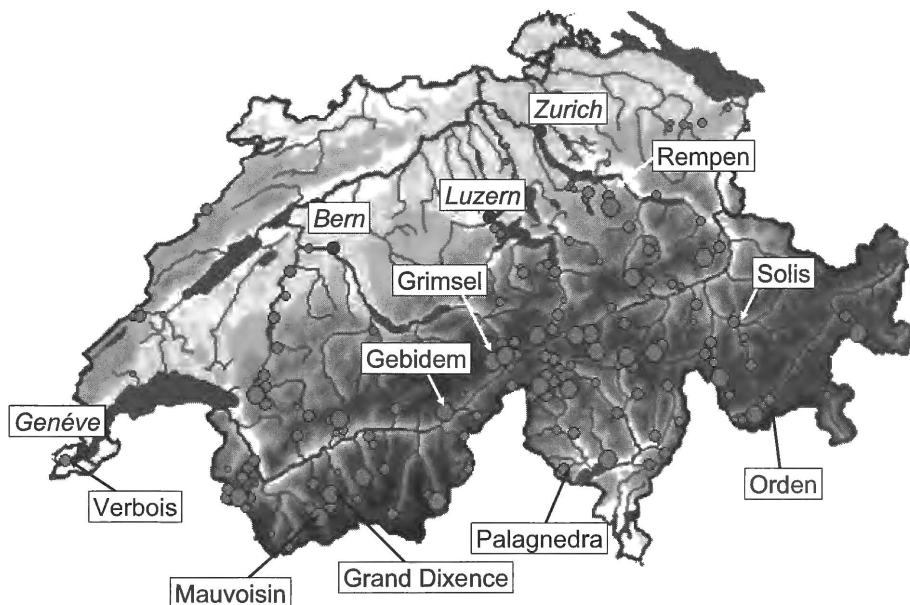 Zurich
Rempen
Luzern
Bern
Grimsel
Solis
Gebidem
Genéve
Verbois
Orden
Palagnedra
Grand Dixence
Mauvoisin